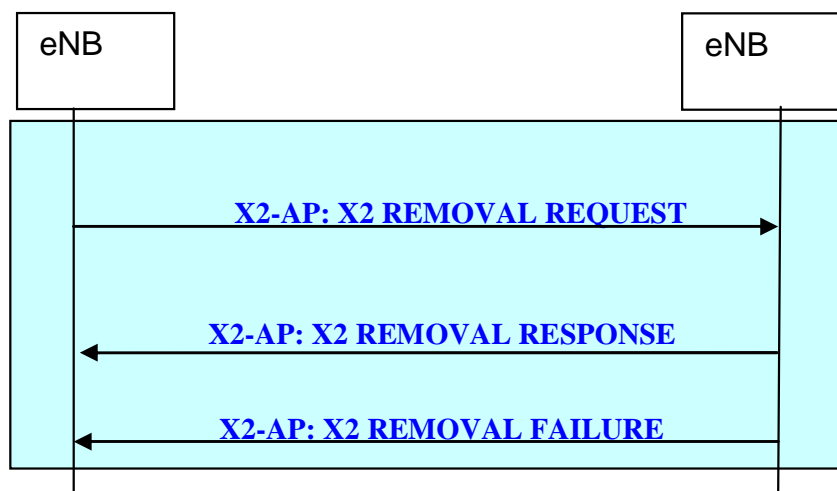 eNB
eNB
X2-AP: X2 REMOVAL REQUEST
X2-AP: X2 REMOVAL RESPONSE
X2-AP: X2 REMOVAL FAILURE